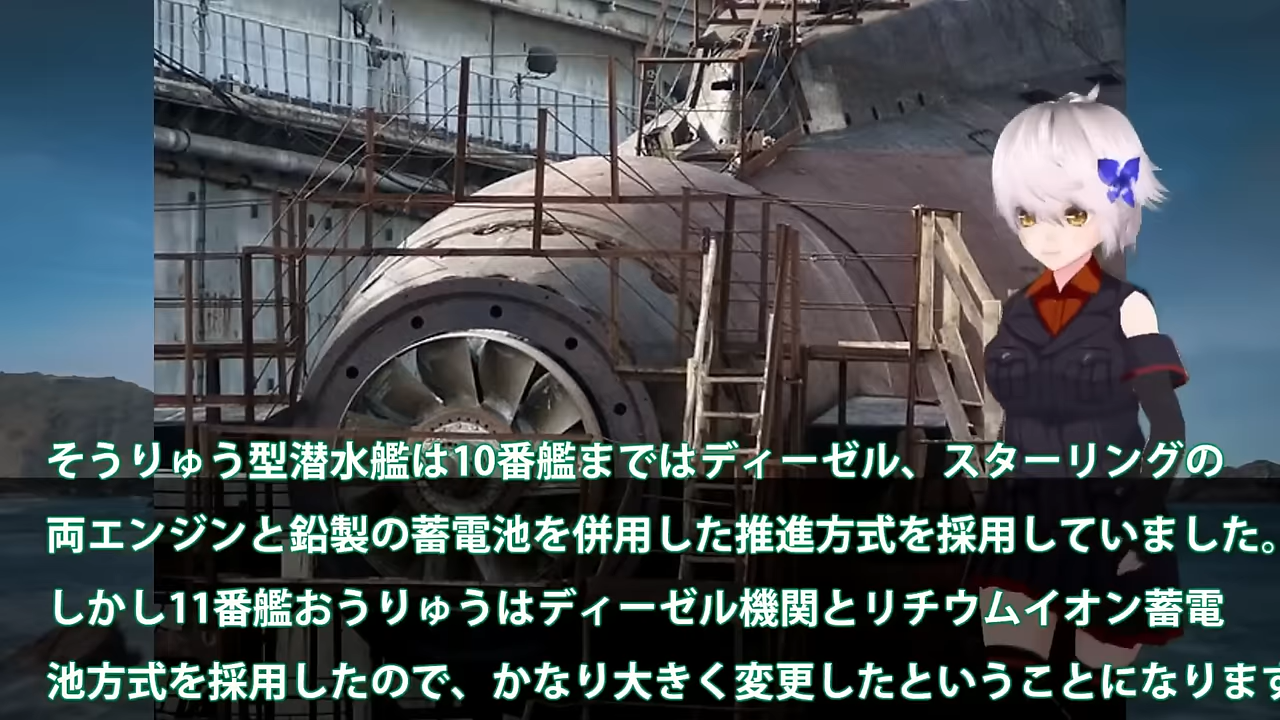 そうりゅう型潜水艦は10番艦まではディーゼル、スターリングの
両エンジンと鉛製の蓄電池を併用した推進方式を採用していました。
しかし11番艦おうりゅうはディーゼル機関とリチウムイオン蓄電
池方式を採用したので、かなり大きく変更したということになります